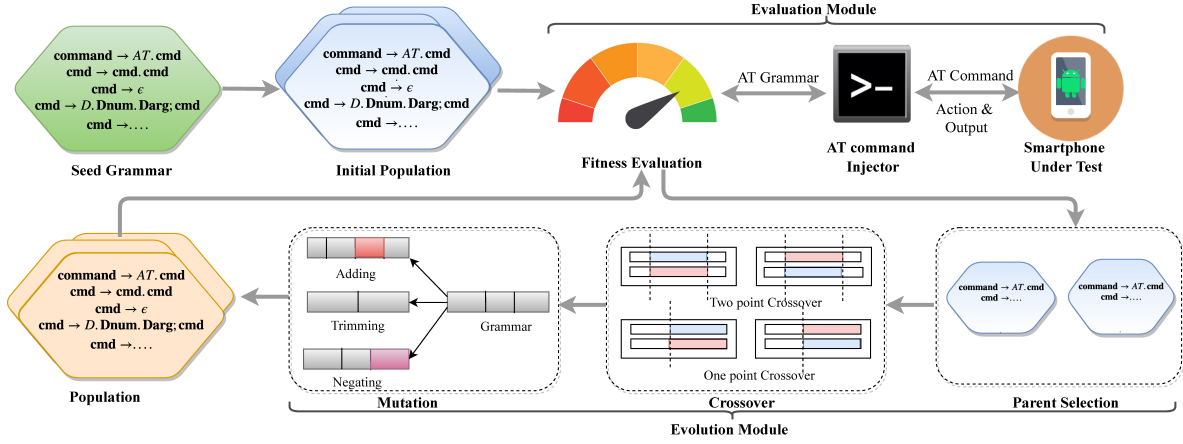 Evaluation Module
command → AT. cmd
cmd → cmd. cmd
cmd → ϵ
cmd → D. Dnum. Darg; cmd
cmd →....
Seed Grammar
command → AT. cmd
cmd → cmd. cmd
cmd → ϵ
cmd → D. Dnum. Darg; cmd
cmd →....
Initial Population
Fitness Evaluation
AT Grammar
>-
AT command
Injector
AT Command
Action &
Output
Smartphone
Under Test
command → AT. cmd
cmd → cmd. cmd
cmd → ϵ
cmd → D. Dnum. Darg; cmd
cmd →....
Population
Adding
Trimming
Negating
Grammar
Mutation
Two point Crossover
One point Crossover
Crossover
command → AT. cmd
cmd →....
command → AT. cmd
cmd →....
Parent Selection
Evolution Module